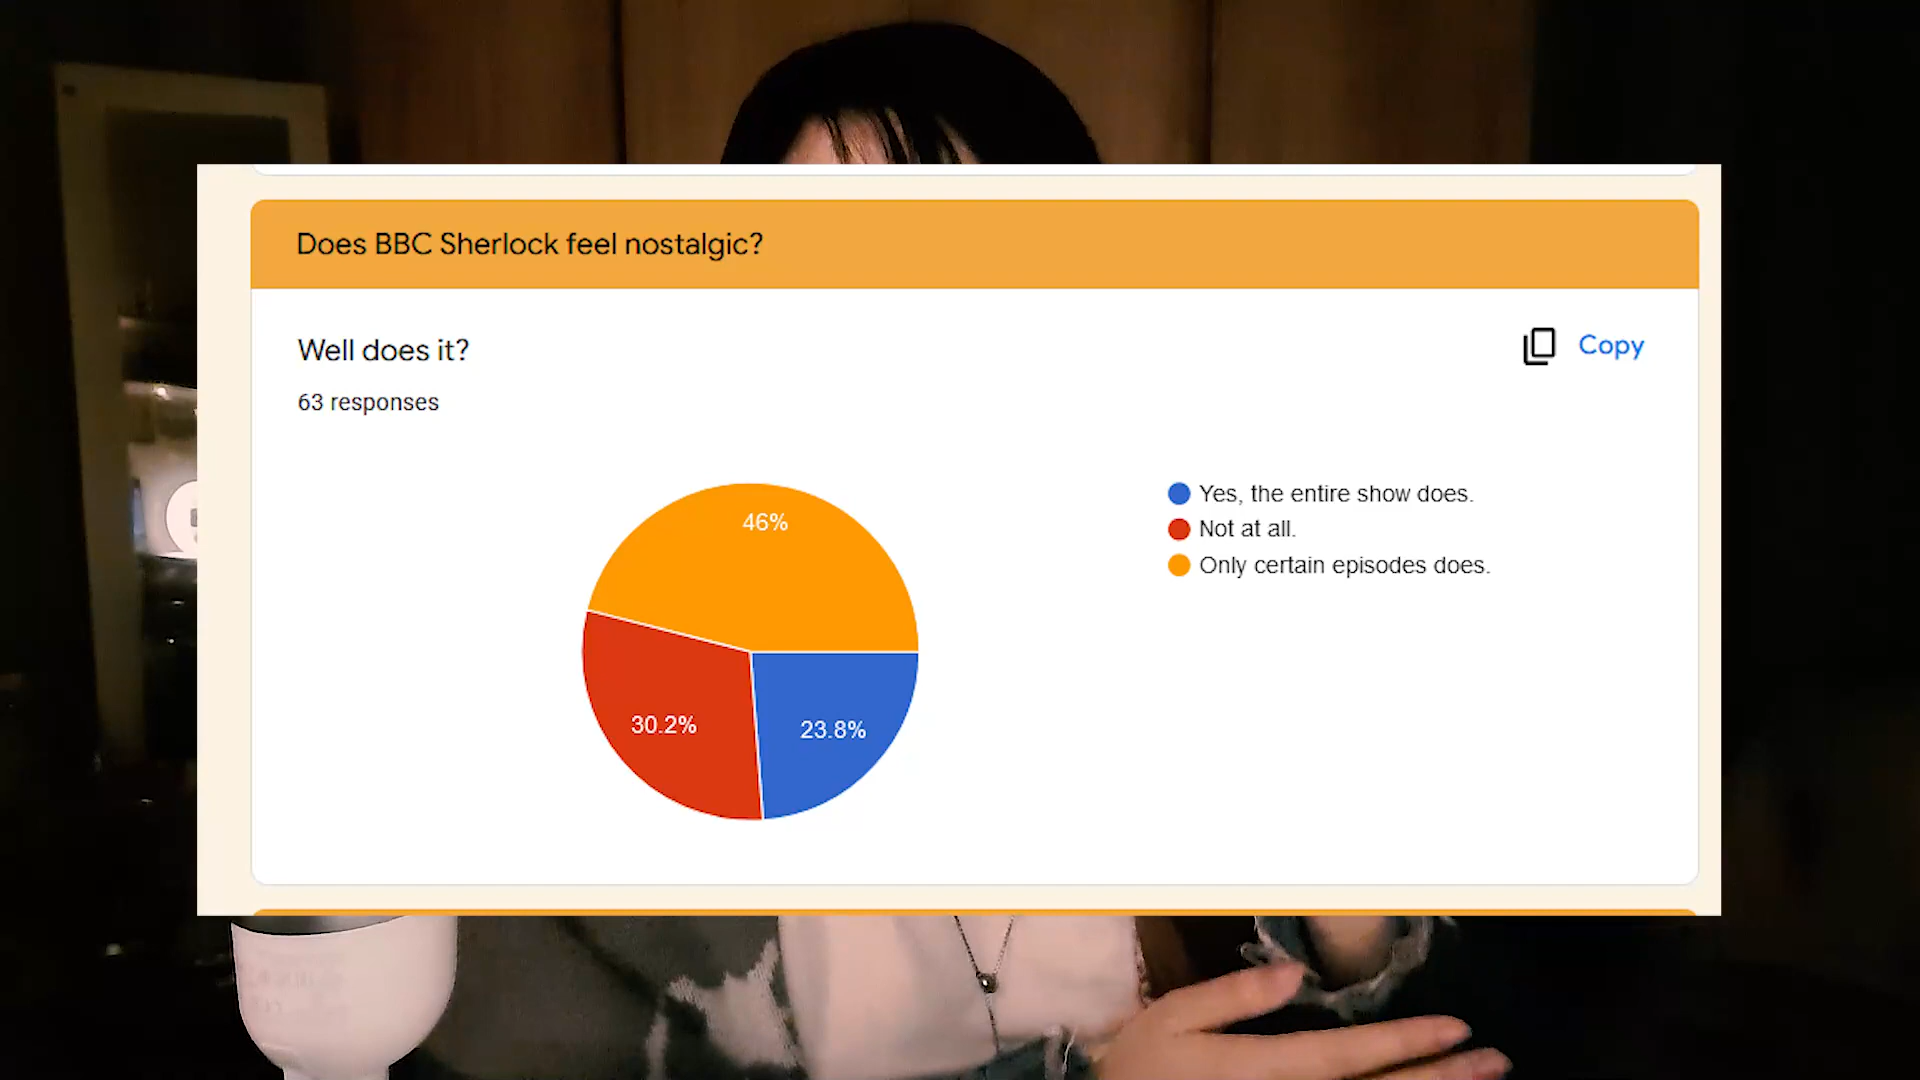 Does BBC Sherlock feel nostalgic?
Well does it?
Copy
63 responses
46%
30.2%
23.8%
Yes, the entire show does.
Not at all.
Only certain episodes does.